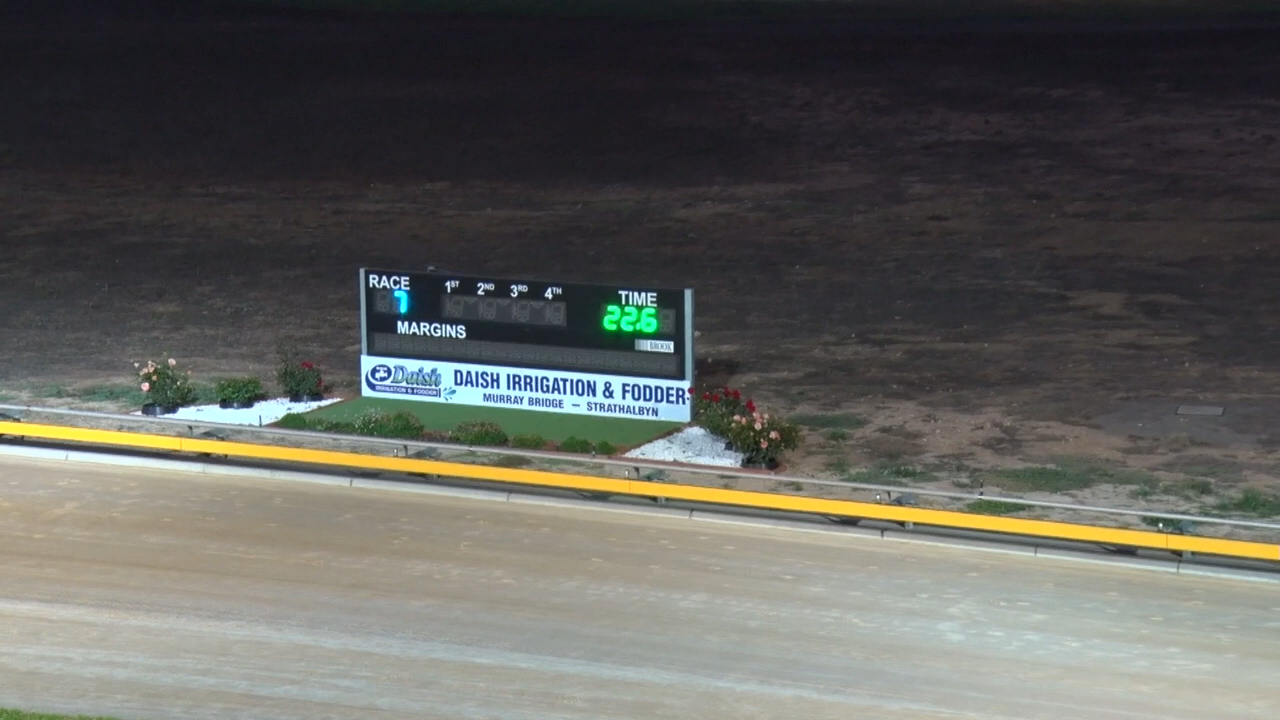 RACE 1ST 2ND 3RD 4TH TIME
7 22.6
MARGINS
BROOK
Daish DAISH IRRIGATION & FODDER
IRRIGATION & FODDER MURRAY BRIDGE — STRATHALBYN